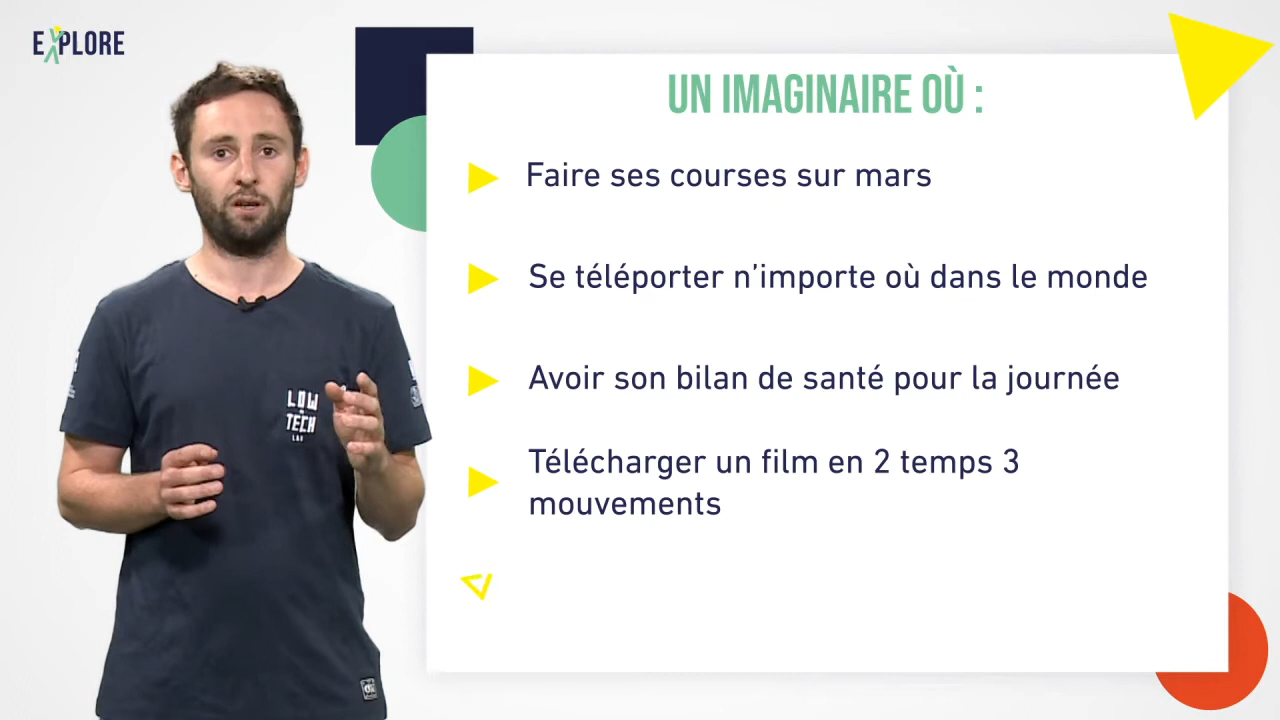 EXPLORE
UN IMAGINAIRE OÙ :
Faire ses courses sur mars
Se téléporter n’importe où dans le monde
Avoir son bilan de santé pour la journée
Télécharger un film en 2 temps 3
mouvements
LOW
TECH
LAB